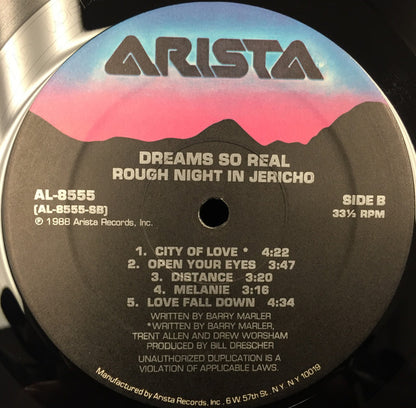 ARISTA
DREAMS SO REAL
ROUGH NIGHT IN JERICHO
AL-8555
SIDE B
[AL-8555-SB]
33⅓ RPM
℗ 1988 Arista Records, Inc.
1. CITY OF LOVE * 4:22
2. OPEN YOUR EYES 3:47
3. DISTANCE 3:20
4. MELANIE 3:16
5. LOVE FALL DOWN 4:34
WRITTEN BY BARRY MARLER
*WRITTEN BY BARRY MARLER,
TRENT ALLEN AND DREW WORSHAM
PRODUCED BY BILL DRESCHER
UNAUTHORIZED DUPLICATION IS A
VIOLATION OF APPLICABLE LAWS.
Manufactured by Arista Records, Inc. 6 W 57th St., N.Y. N.Y. 10019